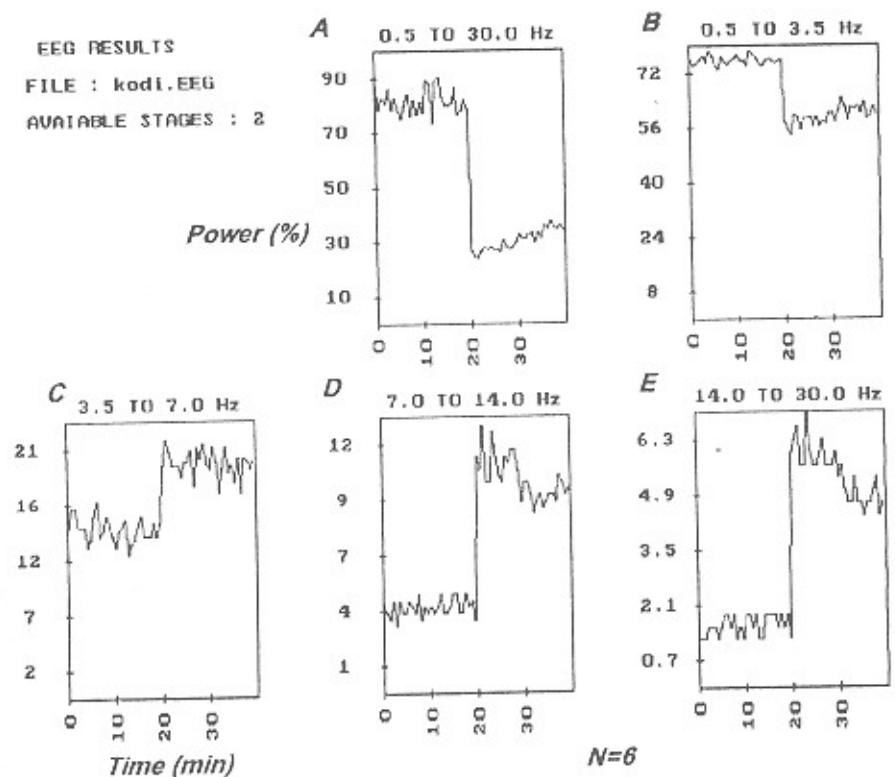 EEG RESULTS
FILE : kodi.EEG
AVAIABLE STAGES : 2
A
0.5 TO 30.0 Hz
90
70
50
30
10
Power (%)
0
10
20
30
B
0.5 TO 3.5 Hz
72
56
40
24
8
0
10
20
30
C
3.5 TO 7.0 Hz
21
16
12
7
2
0
10
20
30
Time (min)
D
7.0 TO 14.0 Hz
12
9
7
4
1
0
10
20
30
E
14.0 TO 30.0 Hz
6.3
4.9
3.5
2.1
0.7
0
10
20
30
N=6